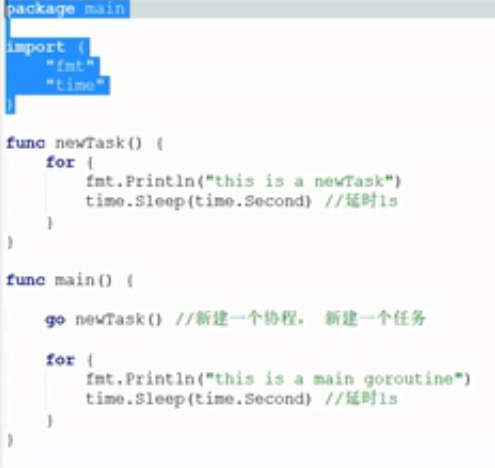 package main
import (
"fmt"
"time"
)
func newTask() {
for {
fmt.Println("this is a newTask")
time.Sleep(time.Second) //延时1s
}
}
func main() {
go newTask() //新建一个协程， 新建一个任务
for {
fmt.Println("this is a main goroutine")
time.Sleep(time.Second) //延时1s
}
}